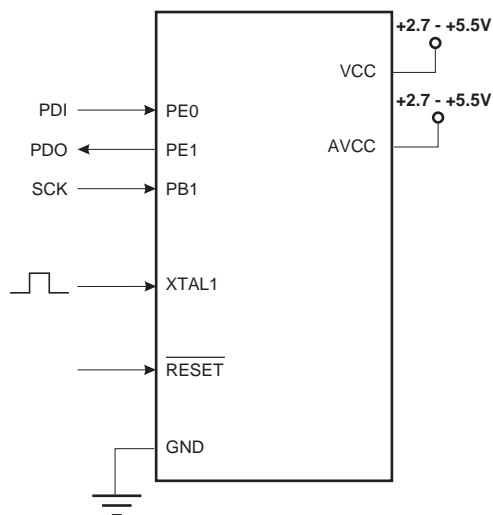 +2.7 - +5.5V
VCC
+2.7 - +5.5V
PDI PE0
PDO PE1 AVCC
SCK PB1
XTAL1
RESET
GND